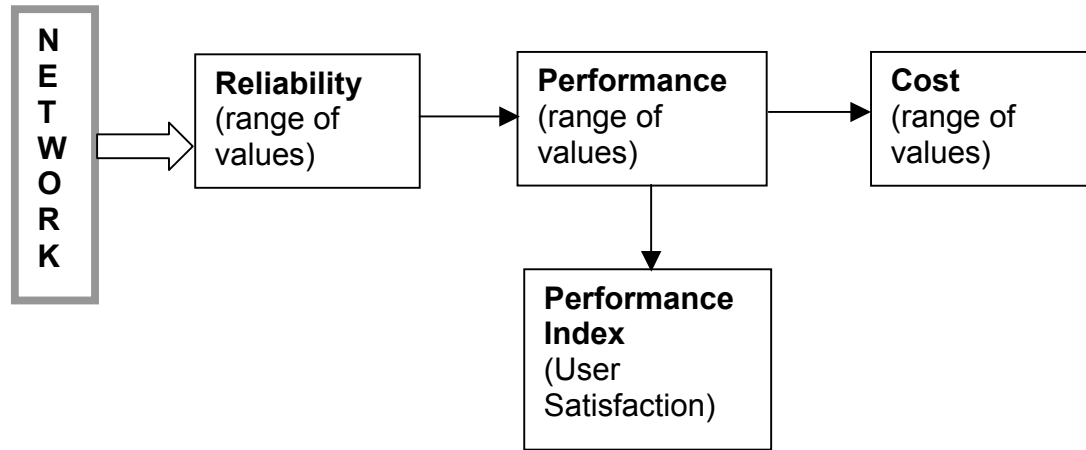 N
E
T
W
O
R
K
Reliability
(range of
values)
Performance
(range of
values)
Cost
(range of
values)
Performance
Index
(User
Satisfaction)